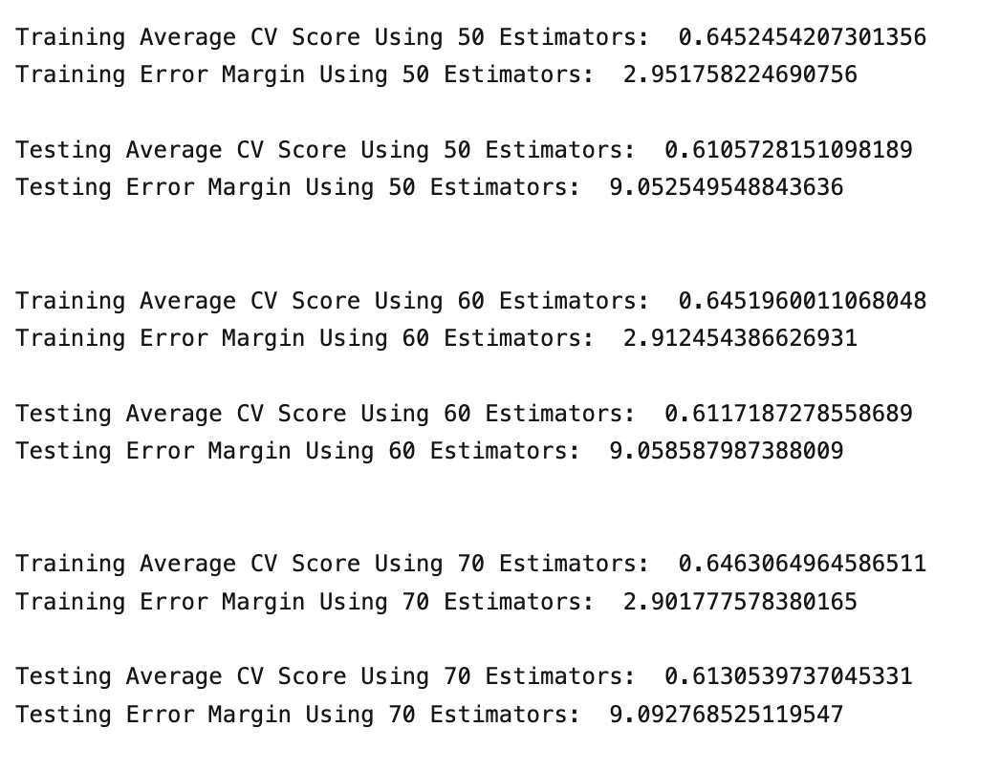 Training Average CV Score Using 50 Estimators:  0.6452454207301356
Training Error Margin Using 50 Estimators:  2.951758224690756
Testing Average CV Score Using 50 Estimators:  0.6105728151098189
Testing Error Margin Using 50 Estimators:  9.052549548843636
Training Average CV Score Using 60 Estimators:  0.6451960011068048
Training Error Margin Using 60 Estimators:  2.912454386626931
Testing Average CV Score Using 60 Estimators:  0.6117187278558689
Testing Error Margin Using 60 Estimators:  9.058587987388009
Training Average CV Score Using 70 Estimators:  0.6463064964586511
Training Error Margin Using 70 Estimators:  2.901777578380165
Testing Average CV Score Using 70 Estimators:  0.6130539737045331
Testing Error Margin Using 70 Estimators:  9.092768525119547